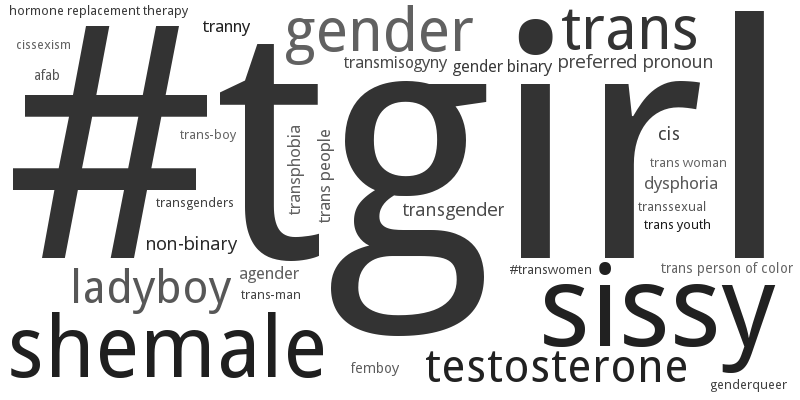 hormone replacement therapy
tranny
gender
trans
cissexism
transmisogyny
gender binary
preferred pronoun
afab
#tgirl
trans-boy
transphobia
trans people
cis
trans woman
dysphoria
transgenders
transgender
transsexual
trans youth
non-binary
ladyboy
agender
#transwomen
trans person of color
trans-man
sissy
shemale
femboy
testosterone
genderqueer